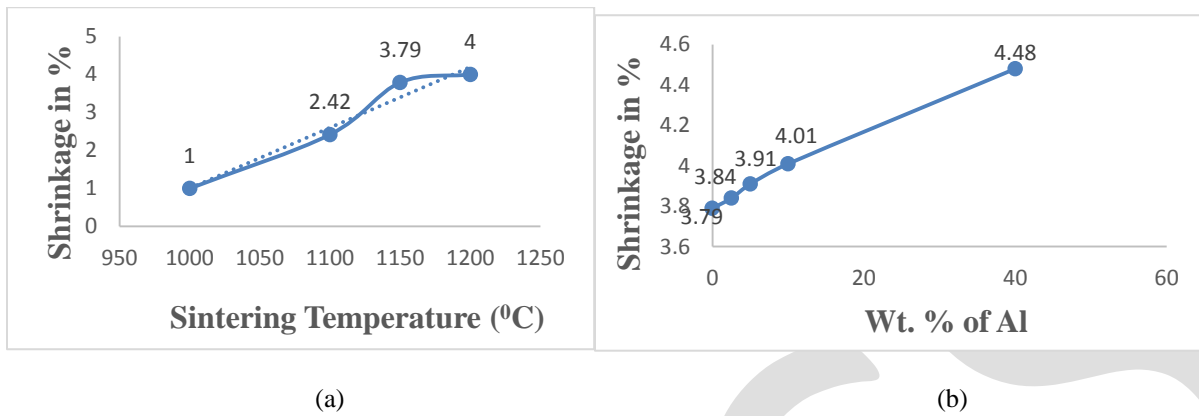 Shrinkage in %
5
4
3
2
1
0
1
2.42
3.79
4
950 1000 1050 1100 1150 1200 1250
Sintering Temperature (⁰C)
(a)
Shrinkage in %
4.6
4.4
4.2
4
3.8
3.6
3.79
3.84
3.91
4.01
4.48
0 20 40 60
Wt. % of Al
(b)